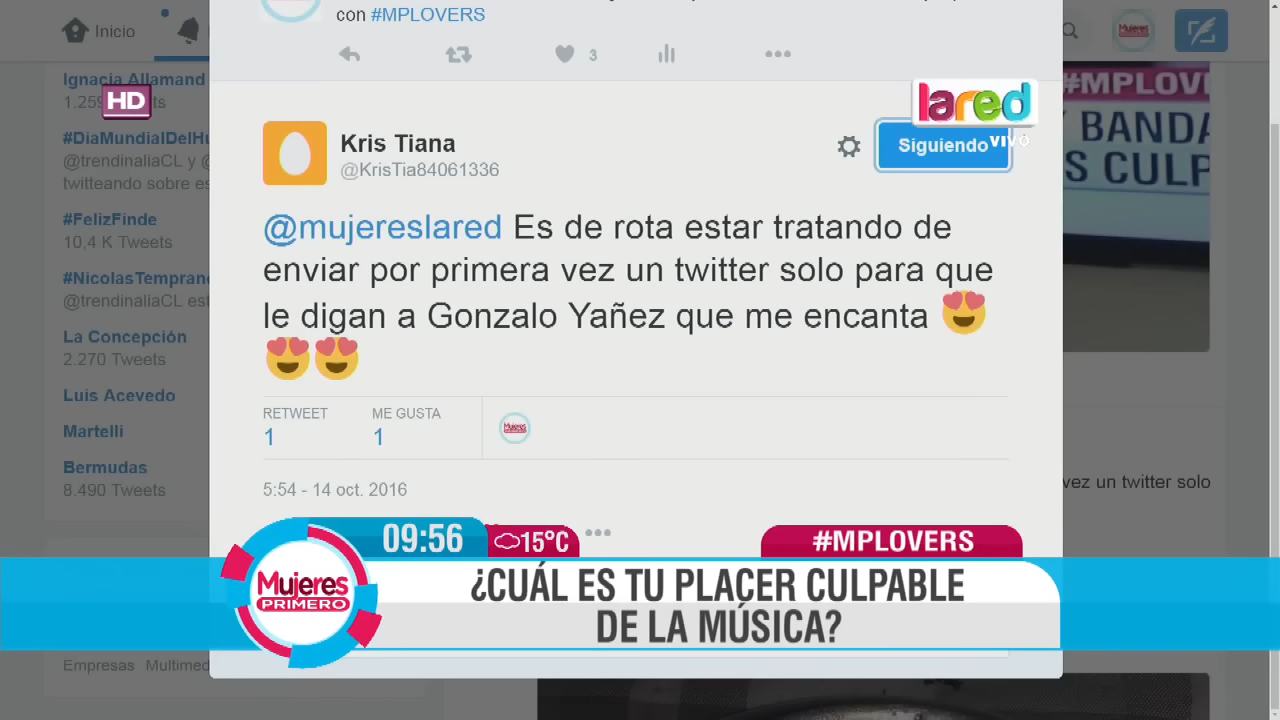 con #MPLOVERS
Inicio
3
Ignacia Allamand
HD
#MPLOV
lared
VIVO
#DiaMundialDelHu
@trendinaliaCL y @
twitteando sobre es
#FelizFinde
10,4 K Tweets
#NicolasTemprano
@trendinaliaCL est
La Concepción
2.270 Tweets
Luis Acevedo
Martelli
Bermudas
8.490 Tweets
Y BANDA
S CULP
Kris Tiana
@KrisTia84061336
Siguiendo
@mujereslared Es de rota estar tratando de
enviar por primera vez un twitter solo para que
le digan a Gonzalo Yañez que me encanta 😍
😍😍
RETWEET ME GUSTA
1 1
5:54 - 14 oct. 2016
vez un twitter solo
09:56
15°C
#MPLOVERS
Mujeres
PRIMERO
¿CUÁL ES TU PLACER CULPABLE
DE LA MÚSICA?
Empresas Multimed